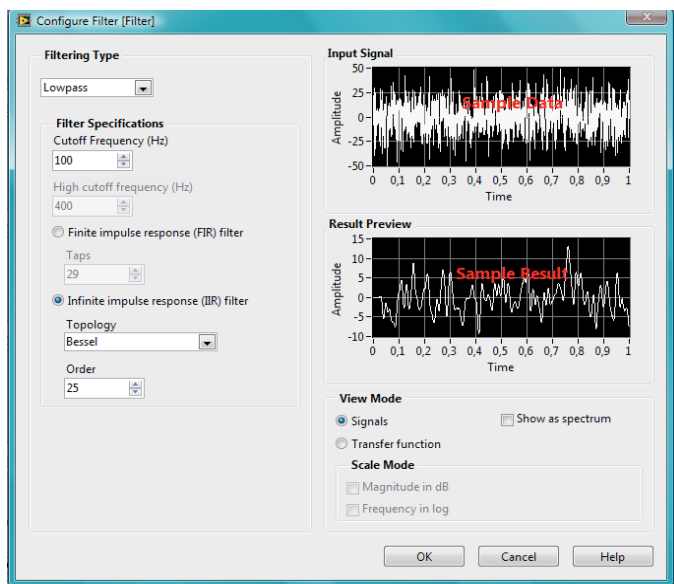 Configure Filter [Filter]
Filtering Type
Lowpass
Filter Specifications
Cutoff Frequency (Hz)
100
High cutoff frequency (Hz)
400
Finite impulse response (FIR) filter
Taps
29
Infinite impulse response (IIR) filter
Topology
Bessel
Order
25
Input Signal
50
25
0
-25
-50
Amplitude
Sample Data
0 0,1 0,2 0,3 0,4 0,5 0,6 0,7 0,8 0,9 1
Time
Result Preview
15
10
5
0
-5
-10
Amplitude
Sample Result
0 0,1 0,2 0,3 0,4 0,5 0,6 0,7 0,8 0,9 1
Time
View Mode
Signals Show as spectrum
Transfer function
Scale Mode
Magnitude in dB
Frequency in log
OK Cancel Help